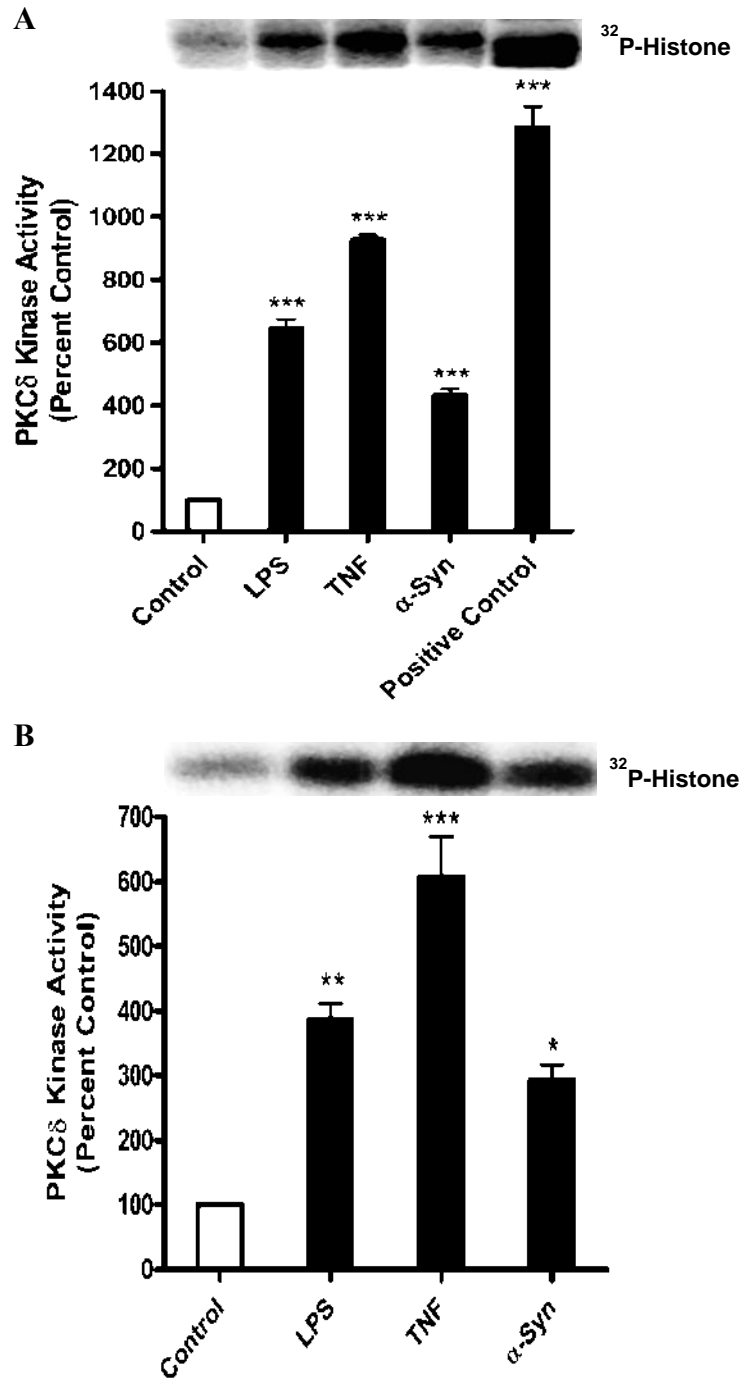 A
³²P-Histone
PKCδ Kinase Activity
(Percent Control)
1400
1200
1000
800
600
400
200
0
***
***
***
***
Control
LPS
TNF
α-Syn
Positive Control
B
³²P-Histone
PKCδ Kinase Activity
(Percent Control)
700
600
500
400
300
200
100
0
**
***
*
Control
LPS
TNF
α-Syn